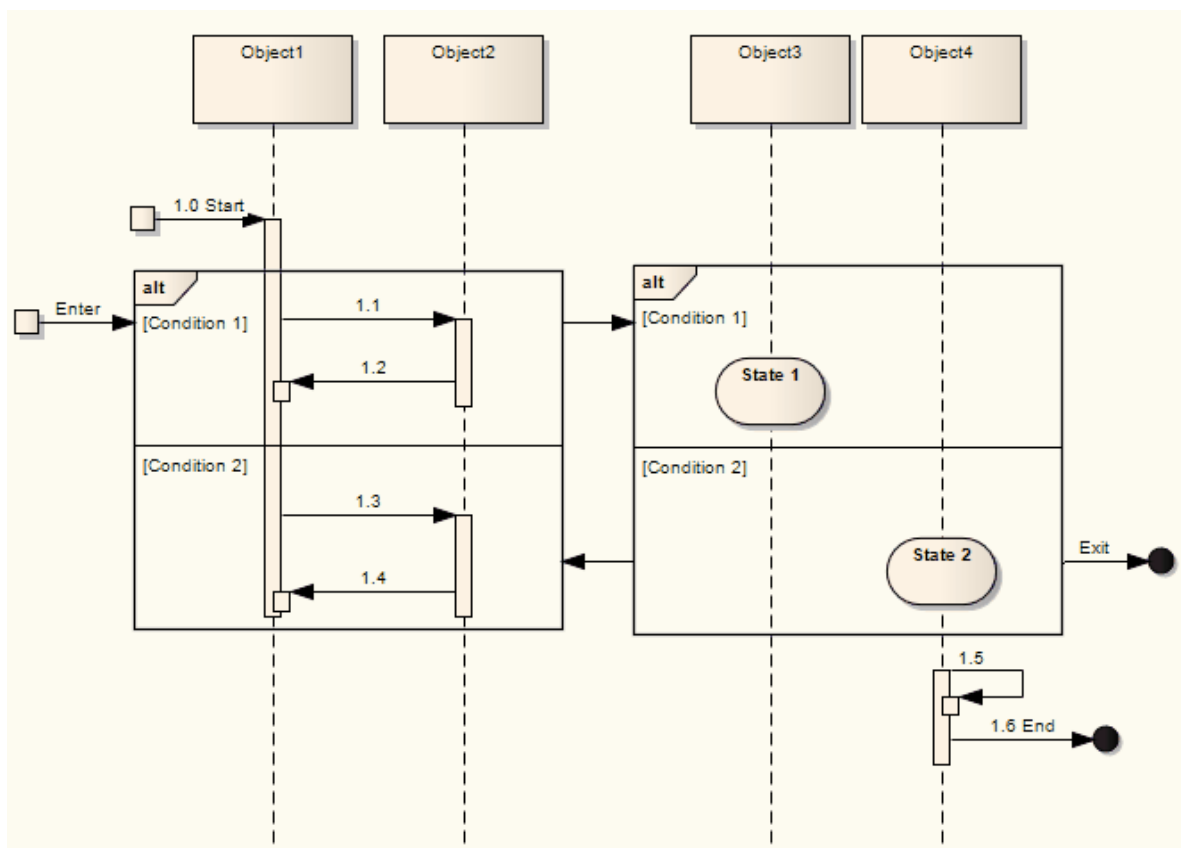 Object1
Object2
Object3
Object4
1.0 Start
alt
Enter
[Condition 1]
1.1
1.2
[Condition 2]
1.3
1.4
alt
[Condition 1]
State 1
[Condition 2]
State 2
Exit
1.5
1.6 End